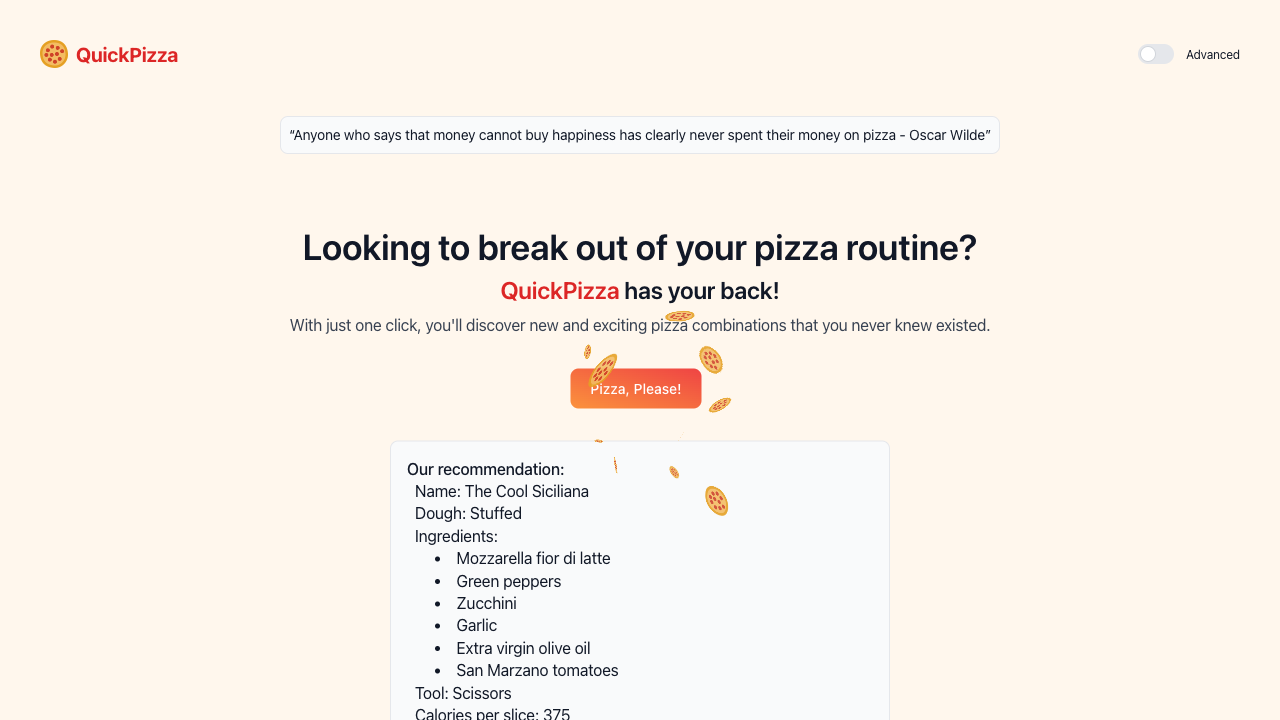 QuickPizza
Advanced
“Anyone who says that money cannot buy happiness has clearly never spent their money on pizza - Oscar Wilde”
Looking to break out of your pizza routine?
QuickPizza has your back!
With just one click, you'll discover new and exciting pizza combinations that you never knew existed.
Pizza, Please!
Our recommendation:
Name: The Cool Siciliana
Dough: Stuffed
Ingredients:
• Mozzarella fior di latte
• Green peppers
• Zucchini
• Garlic
• Extra virgin olive oil
• San Marzano tomatoes
Tool: Scissors
Calories per slice: 375